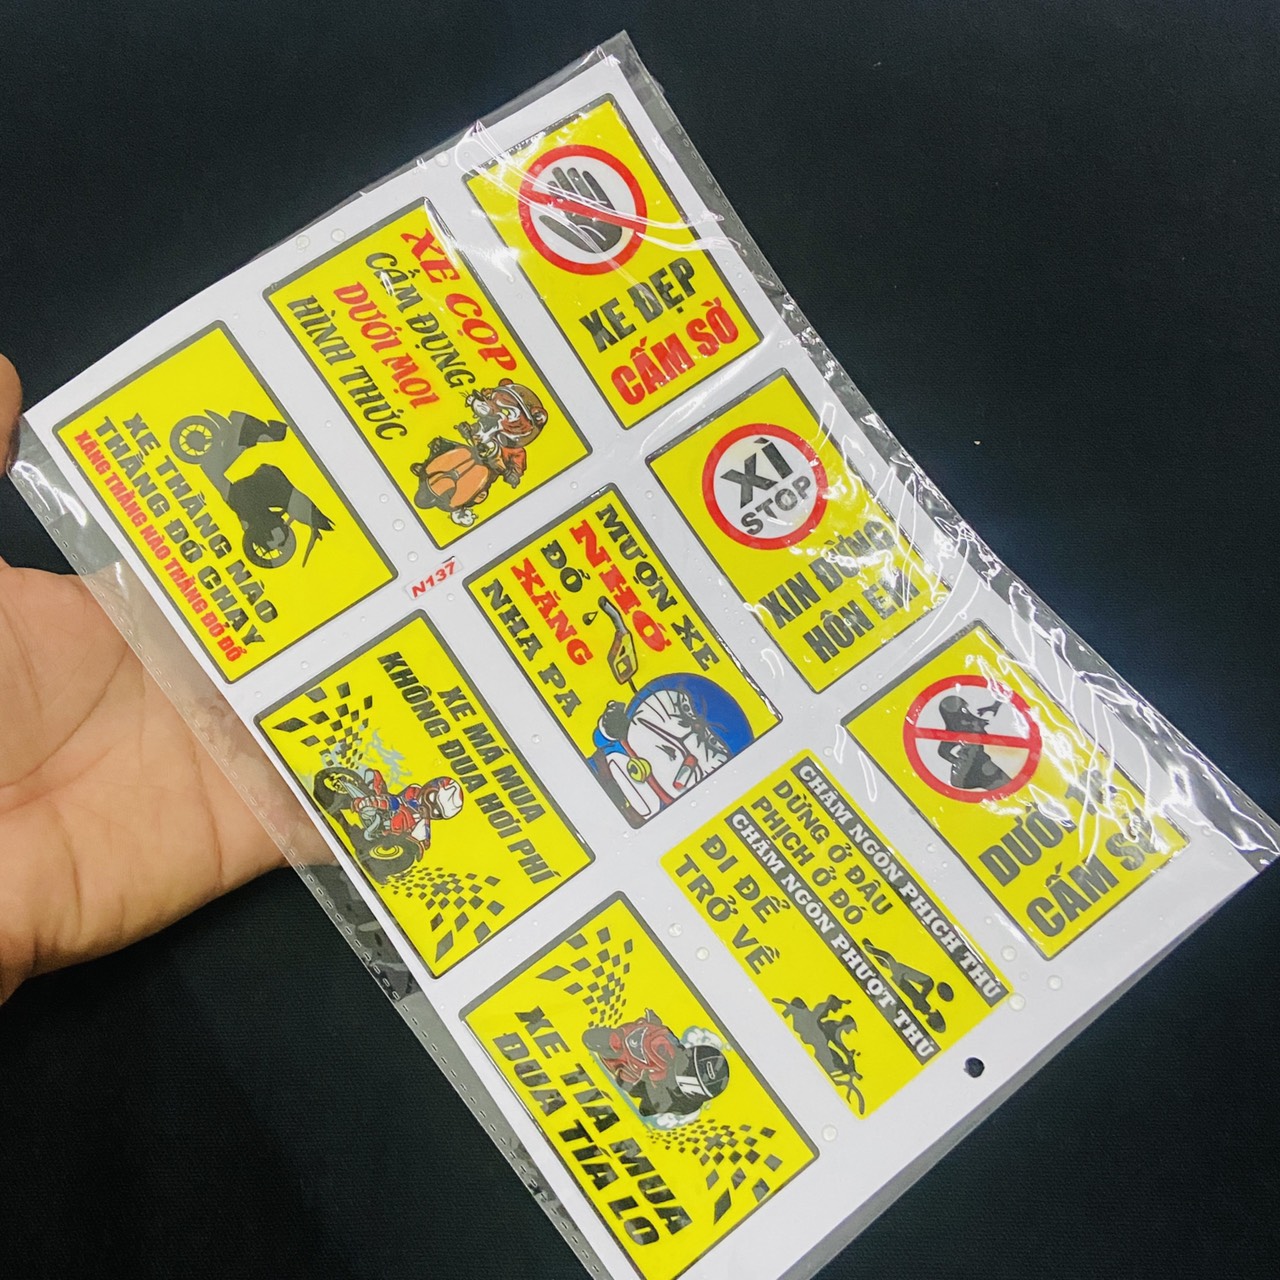 XE ĐẸP
CẤM SỜ
XE CỌP
CẤM ĐỤNG
DƯỚI MỌI
HÌNH THỨC
XE THẰNG NÀO
THẰNG ĐÓ CHẠY
XĂNG THẰNG NÀO THẰNG ĐÓ ĐỔ
XÌ
STOP
XIN ĐỪNG
HÔN EM
MƯỢN XE
NHỚ
ĐỔ
XĂNG
NHA PA
N137
XE MÁ MUA
KHÔNG ĐUA HƠI PHÍ
DƯỚI
CẤM SỜ
CHÂM NGÔN PHỊCH THỦ
DỪNG Ở ĐÂU
PHỊCH Ở ĐÓ
CHÂM NGÔN PHƯỢT THỦ
ĐI ĐỂ
TRỞ VỀ
XE TÍA MUA
ĐUA TÍA LO